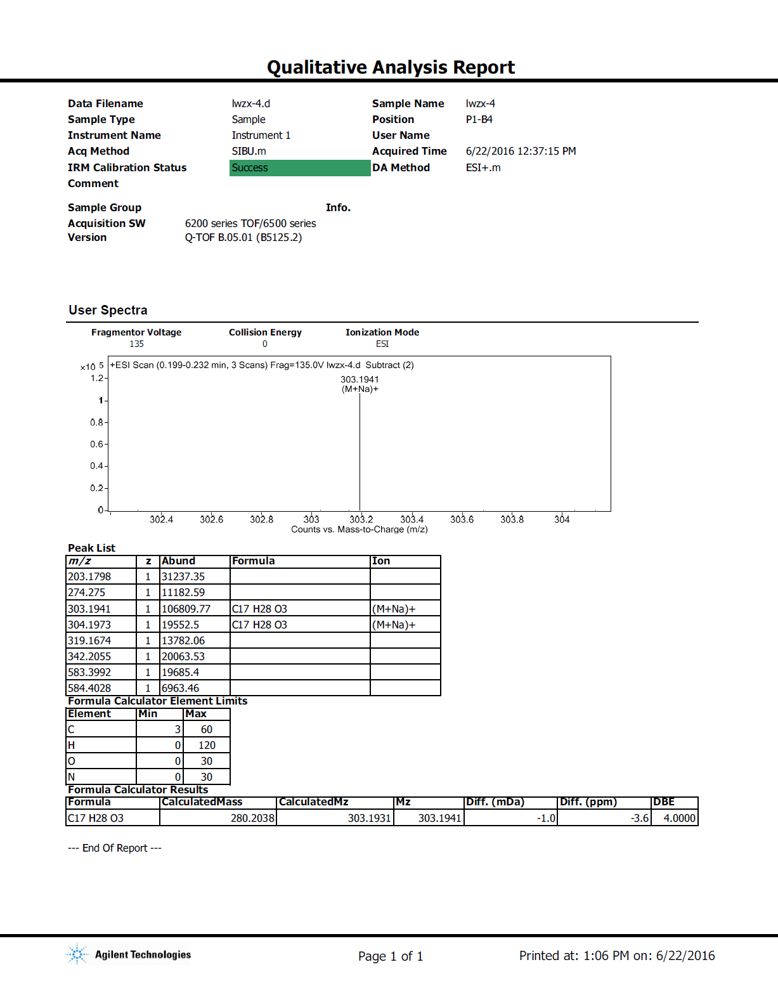 Qualitative Analysis Report
Data Filename lwzx-4.d Sample Name lwzx-4
Sample Type Sample Position P1-B4
Instrument Name Instrument 1 User Name
Acq Method SIBU.m Acquired Time 6/22/2016 12:37:15 PM
IRM Calibration Status Success DA Method ESI+.m
Comment
Sample Group Info.
Acquisition SW 6200 series TOF/6500 series
Version Q-TOF B.05.01 (B5125.2)
User Spectra
Fragmentor Voltage Collision Energy Ionization Mode
135 0 ESI
x10 5 +ESI Scan (0.199-0.232 min, 3 Scans) Frag=135.0V lwzx-4.d Subtract (2)
1.2 303.1941
(M+Na)+
1
0.8
0.6
0.4
0.2
0
302.4 302.6 302.8 303 303.2 303.4 303.6 303.8 304
Counts vs. Mass-to-Charge (m/z)
Peak List
m/z z Abund Formula Ion
203.1798 1 31237.35
274.275 1 11182.59
303.1941 1 106809.77 C17 H28 O3 (M+Na)+
304.1973 1 19552.5 C17 H28 O3 (M+Na)+
319.1674 1 13782.06
342.2055 1 20063.53
583.3992 1 19685.4
584.4028 1 6963.46
Formula Calculator Element Limits
Element Min Max
C 3 60
H 0 120
O 0 30
N 0 30
Formula Calculator Results
Formula CalculatedMass CalculatedMz Mz Diff. (mDa) Diff. (ppm) DBE
C17 H28 O3 280.2038 303.1931 303.1941 -1.0 -3.6 4.0000
--- End Of Report ---
Agilent Technologies Page 1 of 1 Printed at: 1:06 PM on: 6/22/2016